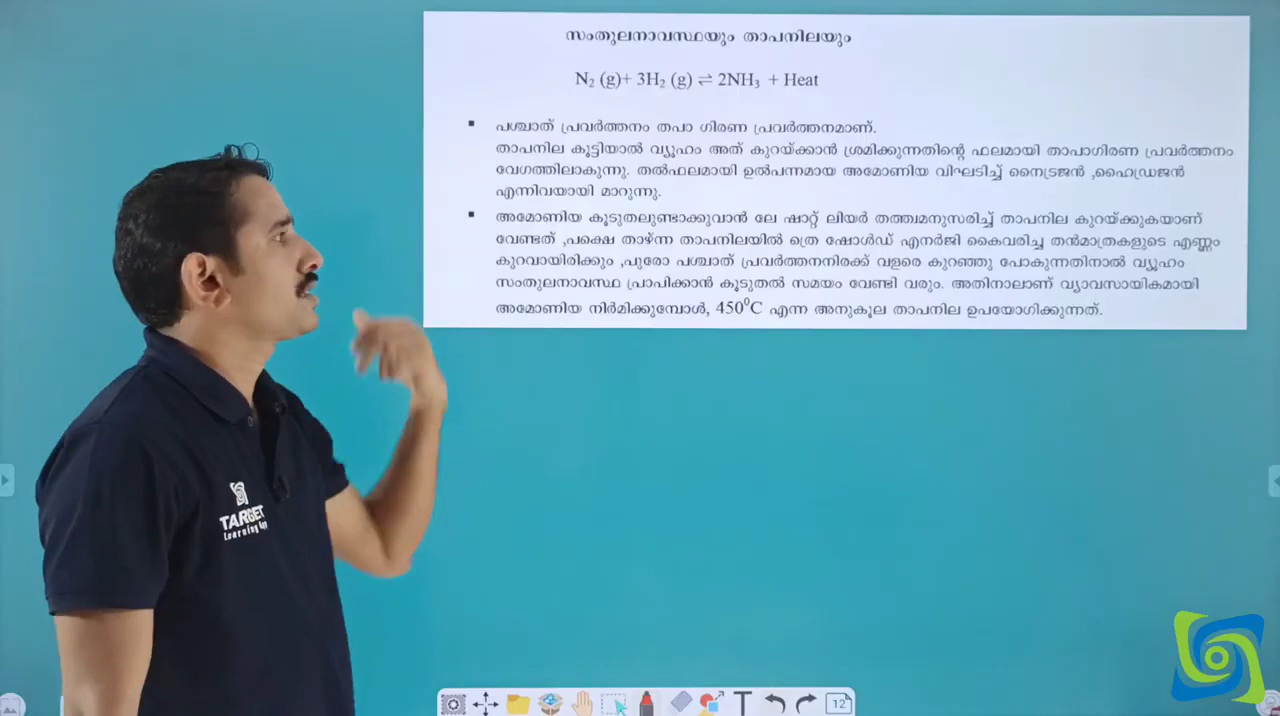 സംതുലനാവസ്ഥയും താപനിലയും
N₂ (g)+ 3H₂ (g) ⇌ 2NH₃ + Heat
▪ പശ്ചാത് പ്രവർത്തനം തപാ ഗിരണ പ്രവർത്തനമാണ്.
താപനില കൂട്ടിയാൽ വ്യൂഹം അത് കുറയ്ക്കാൻ ശ്രമിക്കുന്നതിന്റെ ഫലമായി താപാഗിരണ പ്രവർത്തനം
വേഗത്തിലാകുന്നു. തൽഫലമായി ഉൽപന്നമായ അമോണിയ വിഘടിച്ച് നൈട്രജൻ ,ഹൈഡ്രജൻ
എന്നിവയായി മാറുന്നു.
▪ അമോണിയ കൂടുതലുണ്ടാക്കുവാൻ ലേ ഷാറ്റ് ലിയർ തത്ത്വമനുസരിച്ച് താപനില കുറയ്ക്കുകയാണ്
വേണ്ടത് ,പക്ഷെ താഴ്ന്ന താപനിലയിൽ ത്രെ ഷോൾഡ് എനർജി കൈവരിച്ച തൻമാത്രകളുടെ എണ്ണം
കുറവായിരിക്കും ,പുരോ പശ്ചാത് പ്രവർത്തനനിരക്ക് വളരെ കുറഞ്ഞു പോകുന്നതിനാൽ വ്യൂഹം
സംതുലനാവസ്ഥ പ്രാപിക്കാൻ കൂടുതൽ സമയം വേണ്ടി വരും. അതിനാലാണ് വ്യാവസായികമായി
അമോണിയ നിർമിക്കുമ്പോൾ, 450⁰C എന്ന അനുകൂല താപനില ഉപയോഗിക്കുന്നത്.
TARGET
Learning App
12